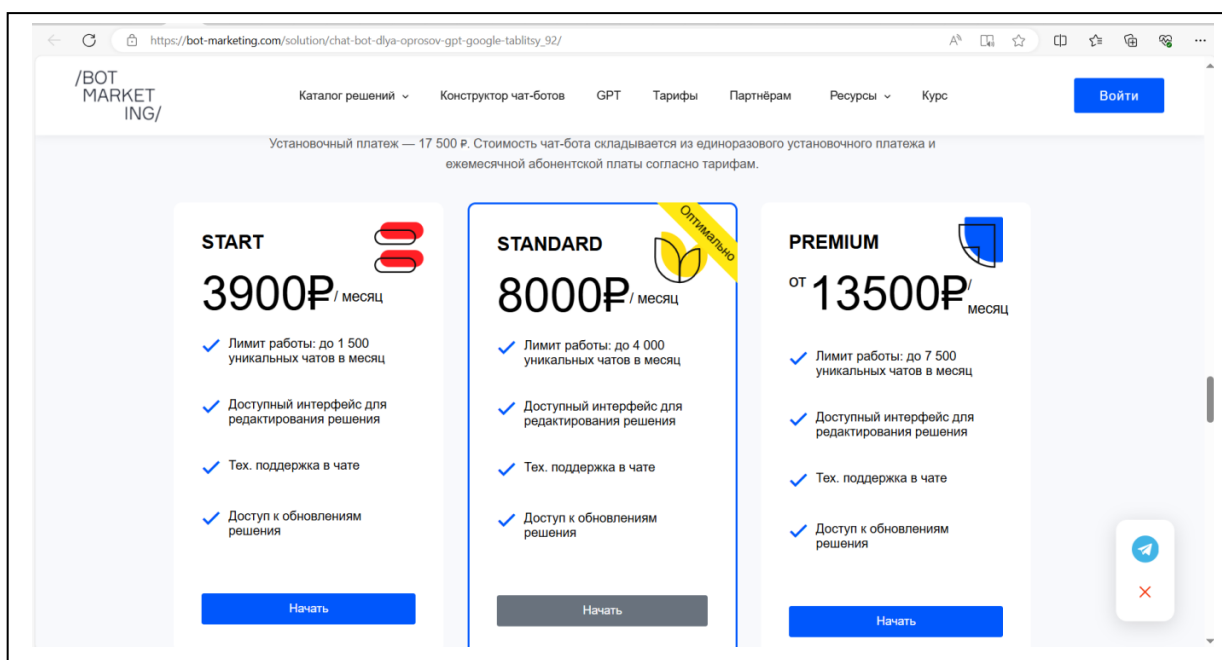 https://bot-marketing.com/solution/chat-bot-dlya-oprosov-gpt-google-tablitsy_92/
/BOT
MARKET
ING/
Каталог решений
Конструктор чат-ботов
GPT
Тарифы
Партнёрам
Ресурсы
Курс
Войти
Установочный платеж — 17 500 ₽. Стоимость чат-бота складывается из единоразового установочного платежа и
ежемесячной абонентской платы согласно тарифам.
START
3900₽/ месяц
Лимит работы: до 1 500
уникальных чатов в месяц
Доступный интерфейс для
редактирования решения
Тех. поддержка в чате
Доступ к обновлениям
решения
Начать
Оптимально
STANDARD
8000₽/ месяц
Лимит работы: до 4 000
уникальных чатов в месяц
Доступный интерфейс для
редактирования решения
Тех. поддержка в чате
Доступ к обновлениям
решения
Начать
PREMIUM
от 13500₽/
месяц
Лимит работы: до 7 500
уникальных чатов в месяц
Доступный интерфейс для
редактирования решения
Тех. поддержка в чате
Доступ к обновлениям
решения
Начать